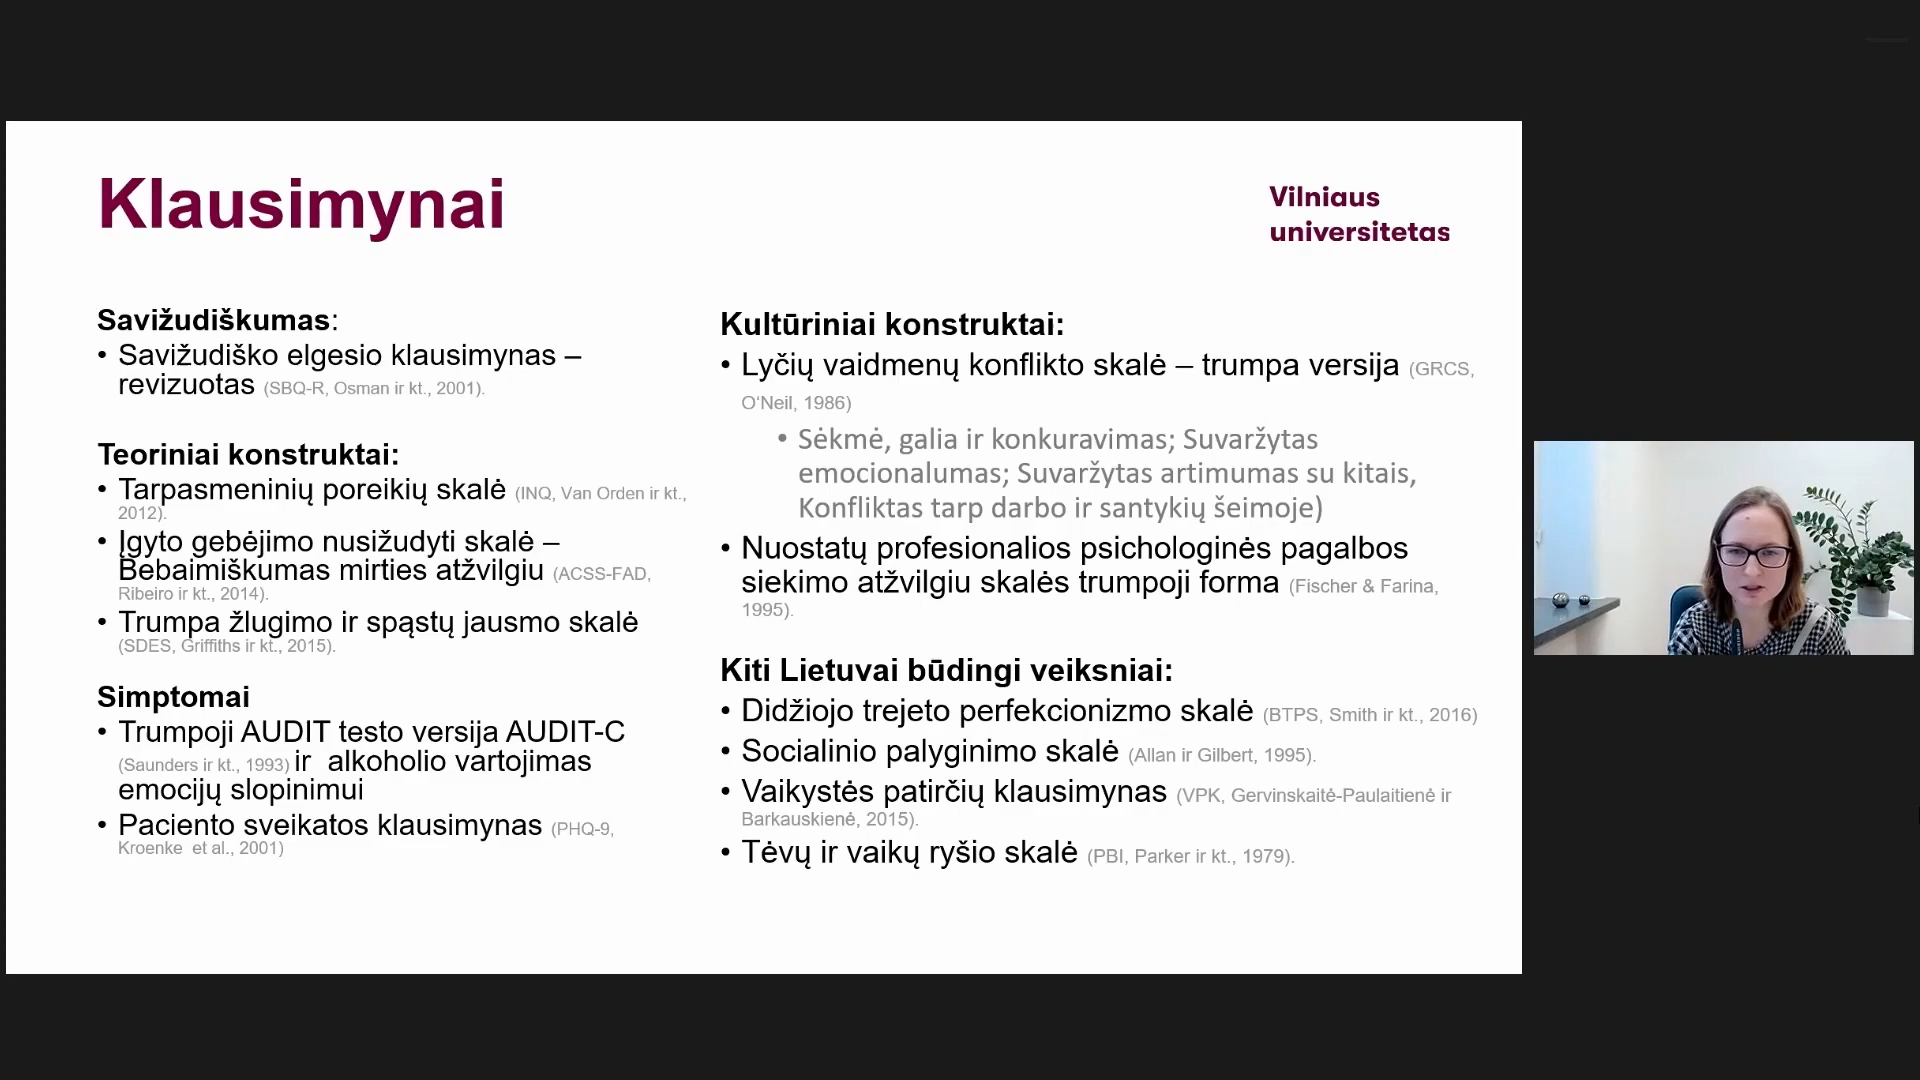 Klausimynai
Vilniaus
universitetas
Savižudiškumas:
• Savižudiško elgesio klausimynas –
revizuotas (SBQ-R, Osman ir kt., 2001).
Teoriniai konstruktai:
• Tarpasmeninių poreikių skalė (INQ, Van Orden ir kt.,
2012).
• Įgyto gebėjimo nusižudyti skalė –
Bebaimiškumas mirties atžvilgiu (ACSS-FAD,
Ribeiro ir kt., 2014).
• Trumpa žlugimo ir spąstų jausmo skalė
(SDES, Griffiths ir kt., 2015).
Simptomai
• Trumpoji AUDIT testo versija AUDIT-C
(Saunders ir kt., 1993) ir alkoholio vartojimas
emocijų slopinimui
• Paciento sveikatos klausimynas (PHQ-9,
Kroenke et al., 2001)
Kultūriniai konstruktai:
• Lyčių vaidmenų konflikto skalė – trumpa versija (GRCS,
O‘Neil, 1986)
• Sėkmė, galia ir konkuravimas; Suvaržytas
emocionalumas; Suvaržytas artimumas su kitais,
Konfliktas tarp darbo ir santykių šeimoje)
• Nuostatų profesionalios psichologinės pagalbos
siekimo atžvilgiu skalės trumpoji forma (Fischer & Farina,
1995).
Kiti Lietuvai būdingi veiksniai:
• Didžiojo trejeto perfekcionizmo skalė (BTPS, Smith ir kt., 2016)
• Socialinio palyginimo skalė (Allan ir Gilbert, 1995).
• Vaikystės patirčių klausimynas (VPK, Gervinskaitė-Paulaitienė ir
Barkauskienė, 2015).
• Tėvų ir vaikų ryšio skalė (PBI, Parker ir kt., 1979).